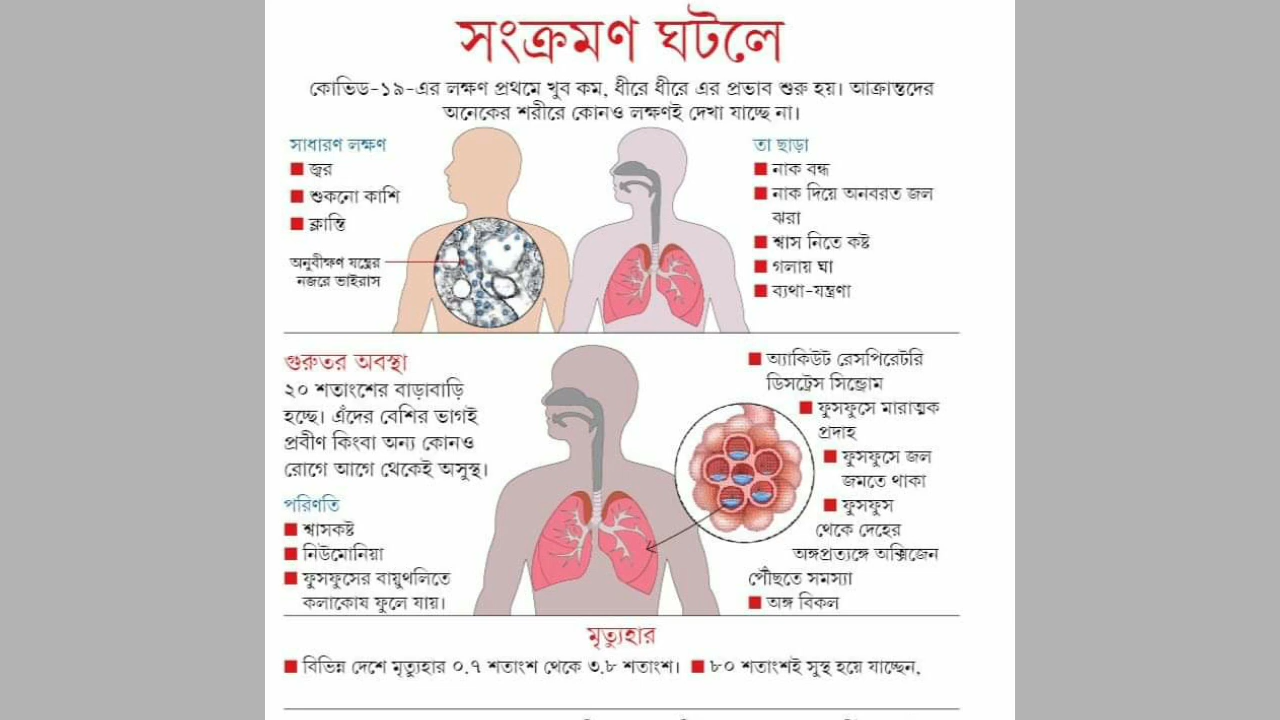 সংক্রমণ ঘটলে
কোভিড-১৯-এর লক্ষণ প্রথমে খুব কম, ধীরে ধীরে এর প্রভাব শুরু হয়। আক্রান্তদের
অনেকের শরীরে কোনও লক্ষণই দেখা যাচ্ছে না।
সাধারণ লক্ষণ
জ্বর
শুকনো কাশি
ক্লান্তি
অনুবীক্ষণ যন্ত্রের
নজরে ভাইরাস
তা ছাড়া
নাক বন্ধ
নাক দিয়ে অনবরত জল
ঝরা
শ্বাস নিতে কষ্ট
গলায় ঘা
ব্যথা-যন্ত্রণা
গুরুতর অবস্থা
২০ শতাংশের বাড়াবাড়ি
হচ্ছে। এঁদের বেশির ভাগই
প্রবীণ কিংবা অন্য কোনও
রোগে আগে থেকেই অসুস্থ।
পরিণতি
শ্বাসকষ্ট
নিউমোনিয়া
ফুসফুসের বায়ুথলিতে
কলাকোষ ফুলে যায়।
অ্যাকিউট রেসপিরেটরি
ডিসট্রেস সিন্ড্রোম
ফুসফুসে মারাত্মক
প্রদাহ
ফুসফুসে জল
জমতে থাকা
ফুসফুস
থেকে দেহের
অঙ্গপ্রত্যঙ্গে অক্সিজেন
পৌঁছতে সমস্যা
অঙ্গ বিকল
মৃত্যুহার
বিভিন্ন দেশে মৃত্যুহার ০.৭ শতাংশ থেকে ৩.৮ শতাংশ। ৮০ শতাংশই সুস্থ হয়ে যাচ্ছেন,